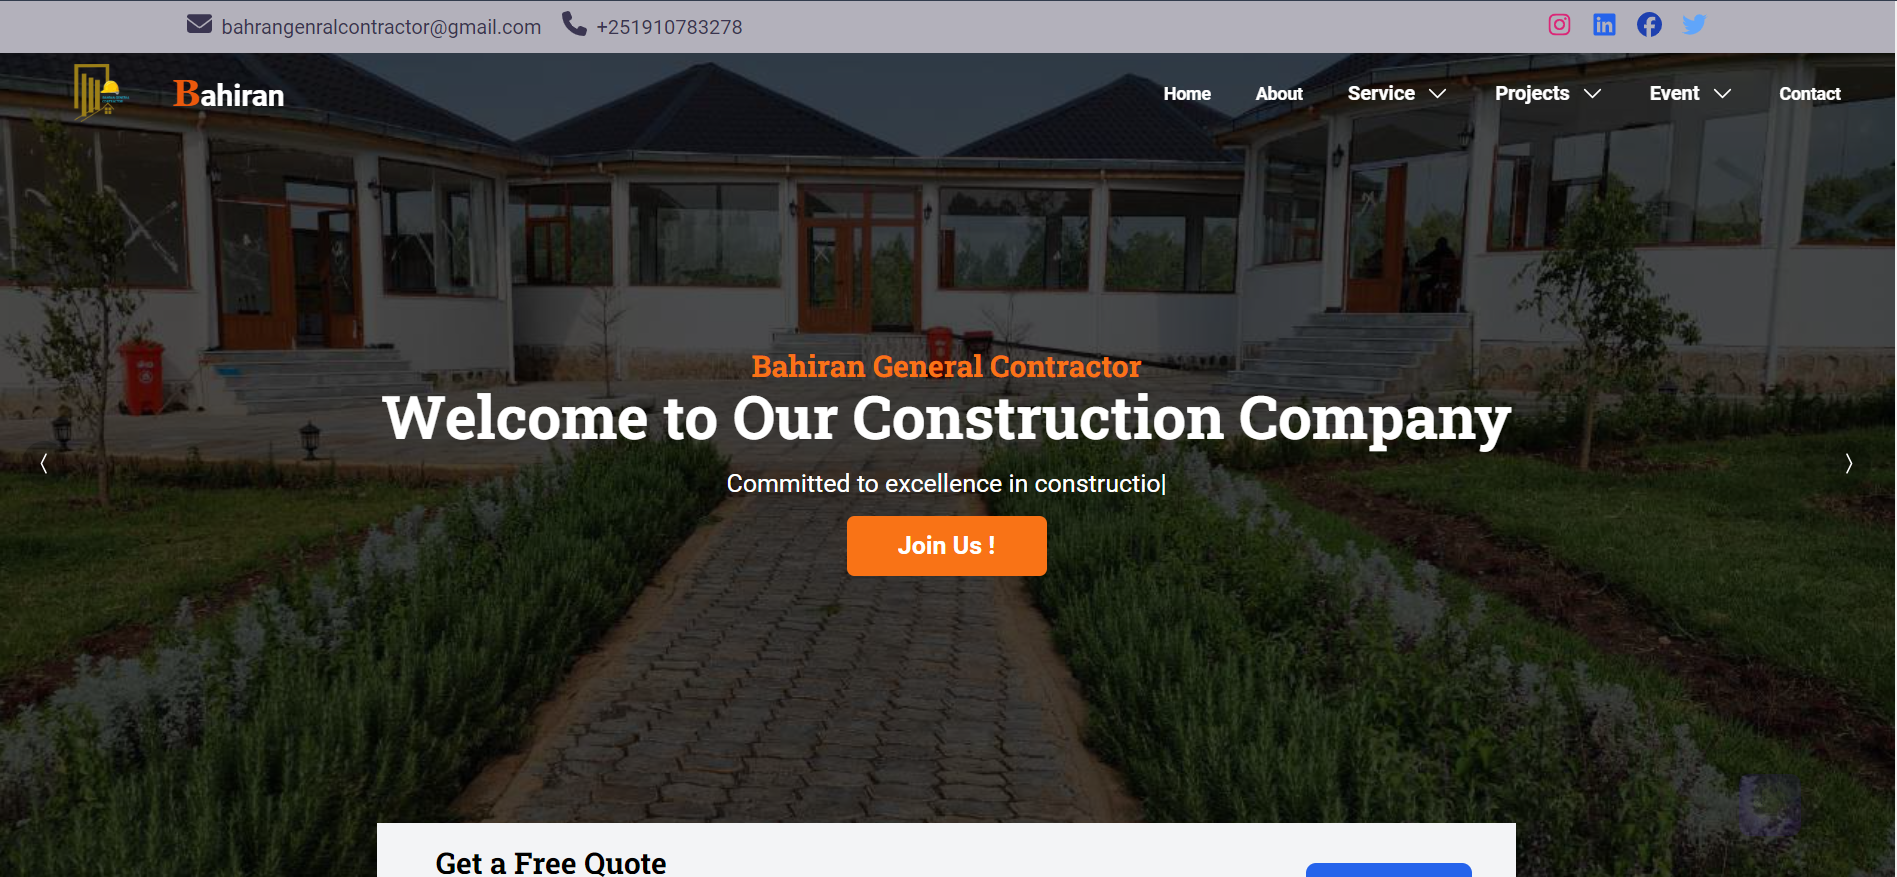 bahrangenralcontractor@gmail.com +251910783278
Bahiran
Home About Service Projects Event Contact
Bahiran General Contractor
Welcome to Our Construction Company
Committed to excellence in constructio|
Join Us !
Get a Free Quote